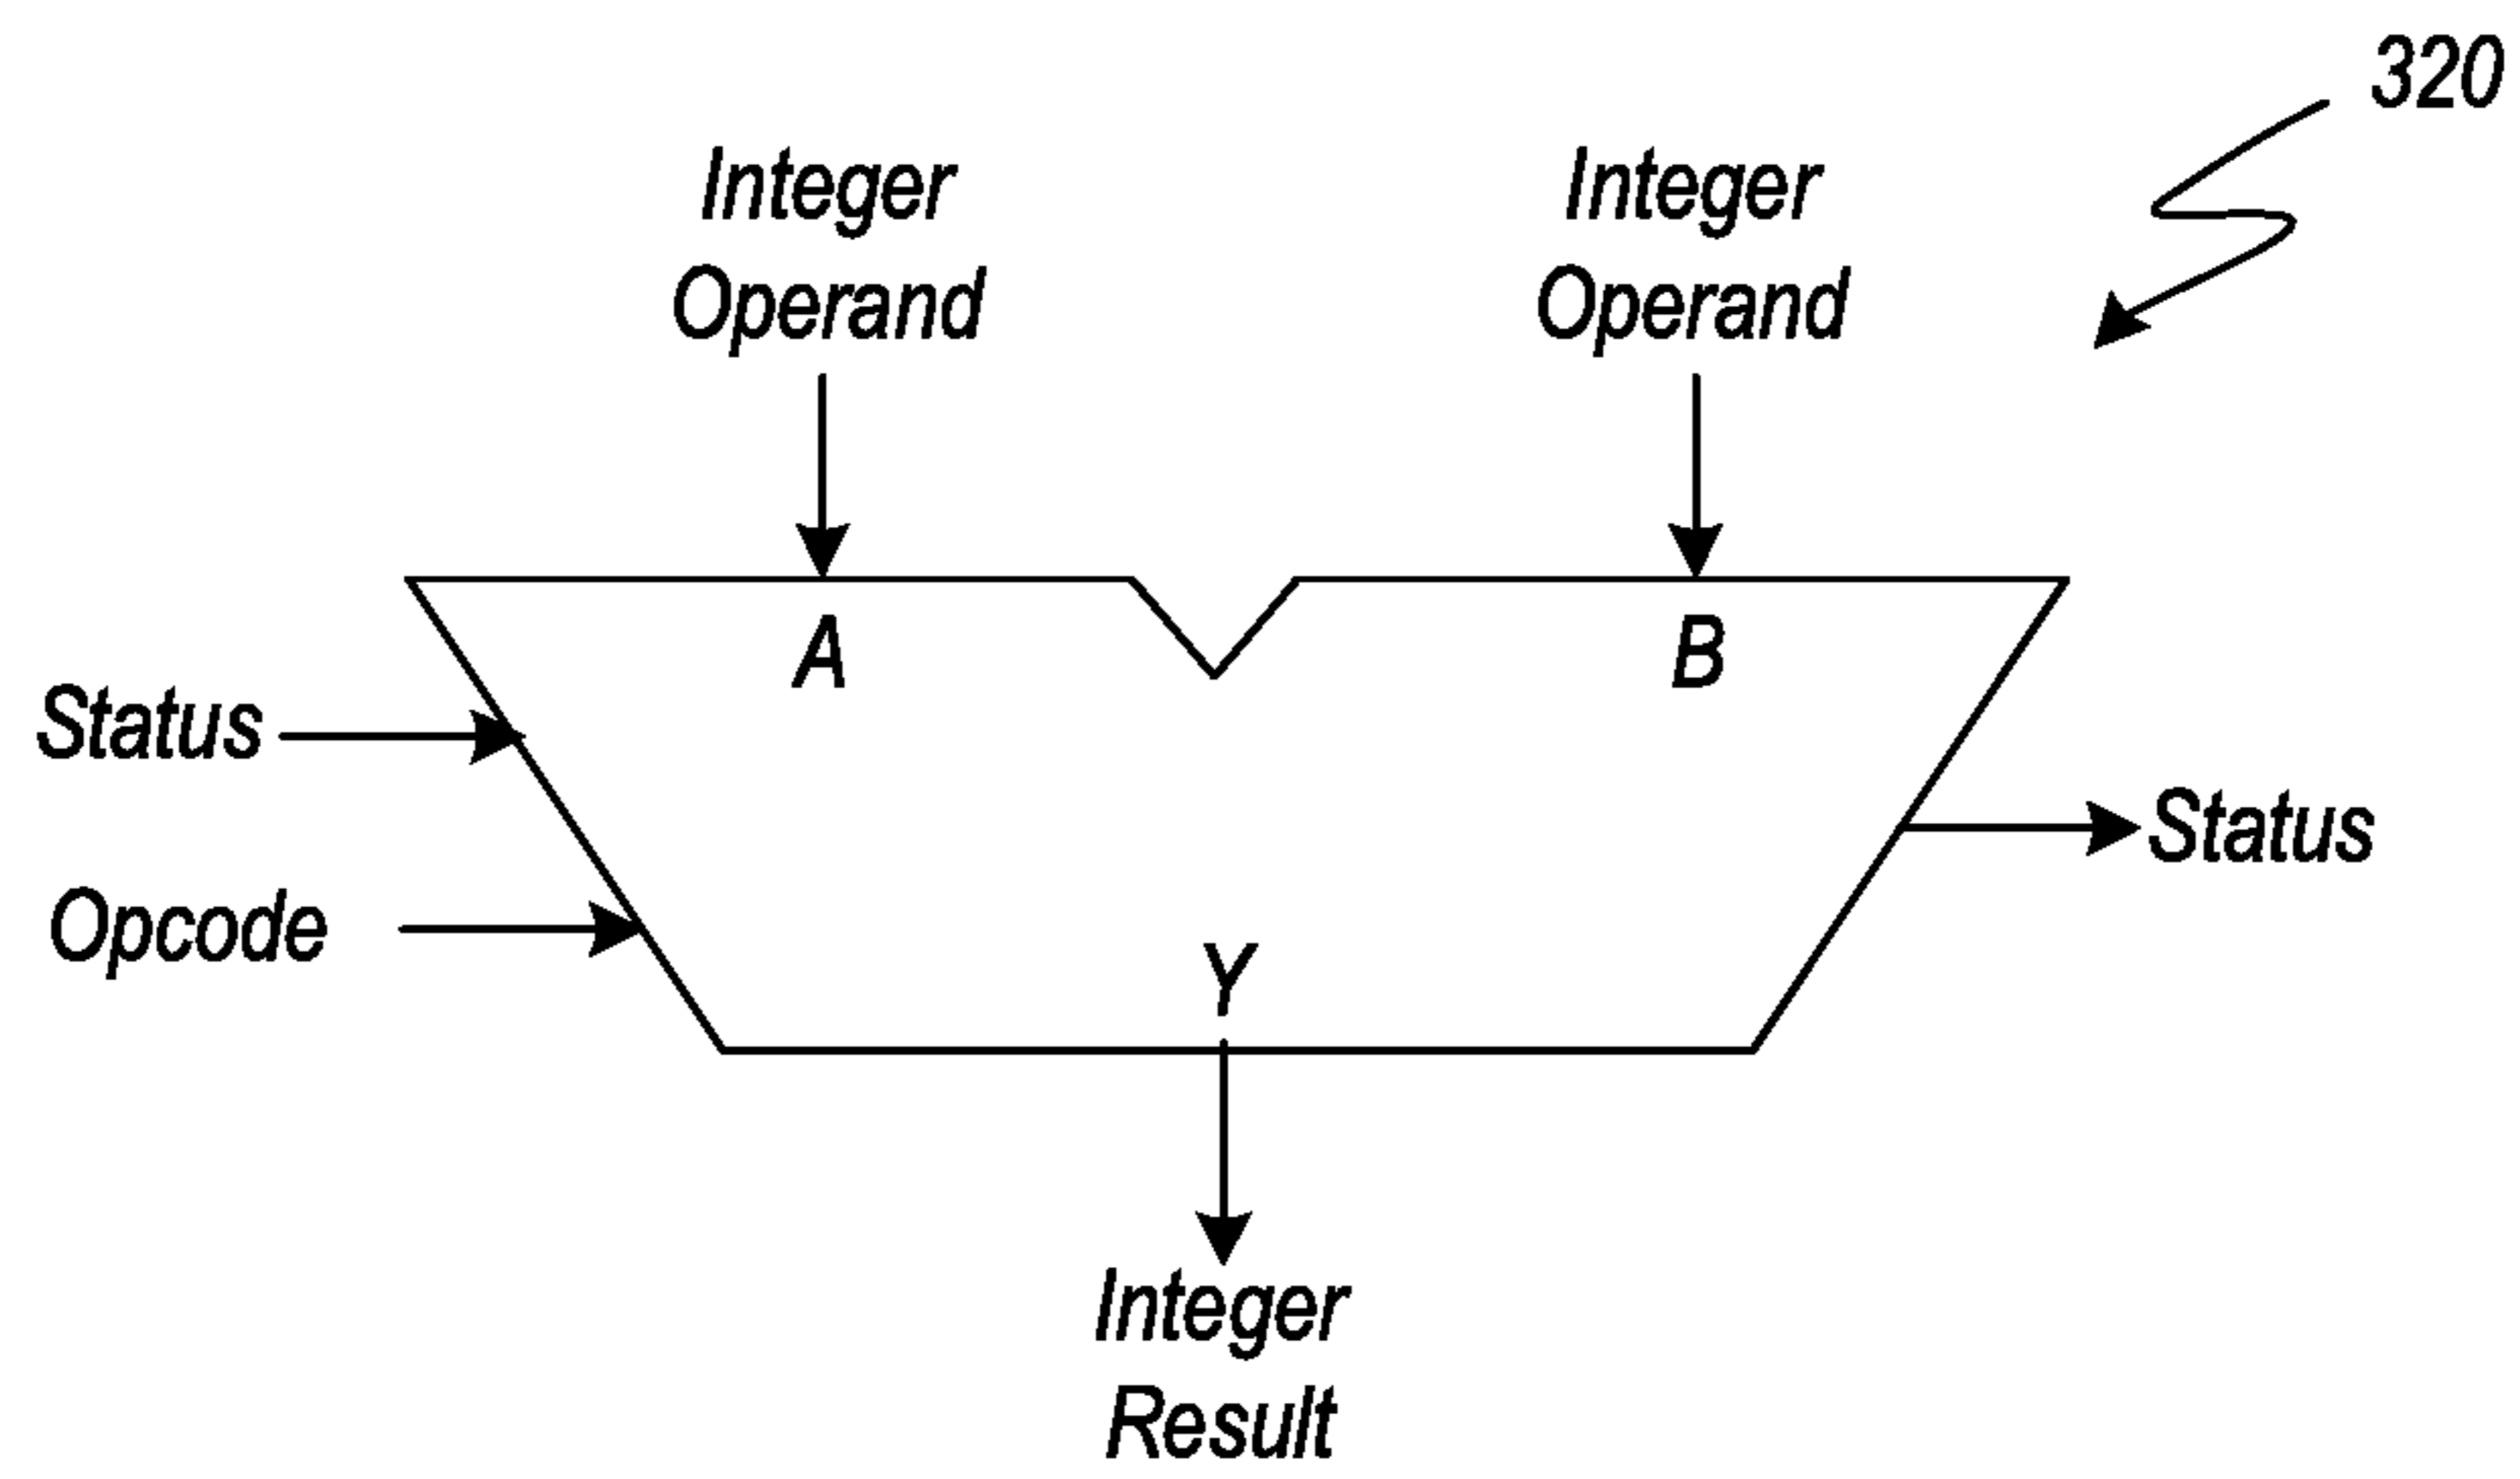 320
Integer
Operand
Integer
Operand
A
B
Status
Status
Opcode
Y
Integer
Result